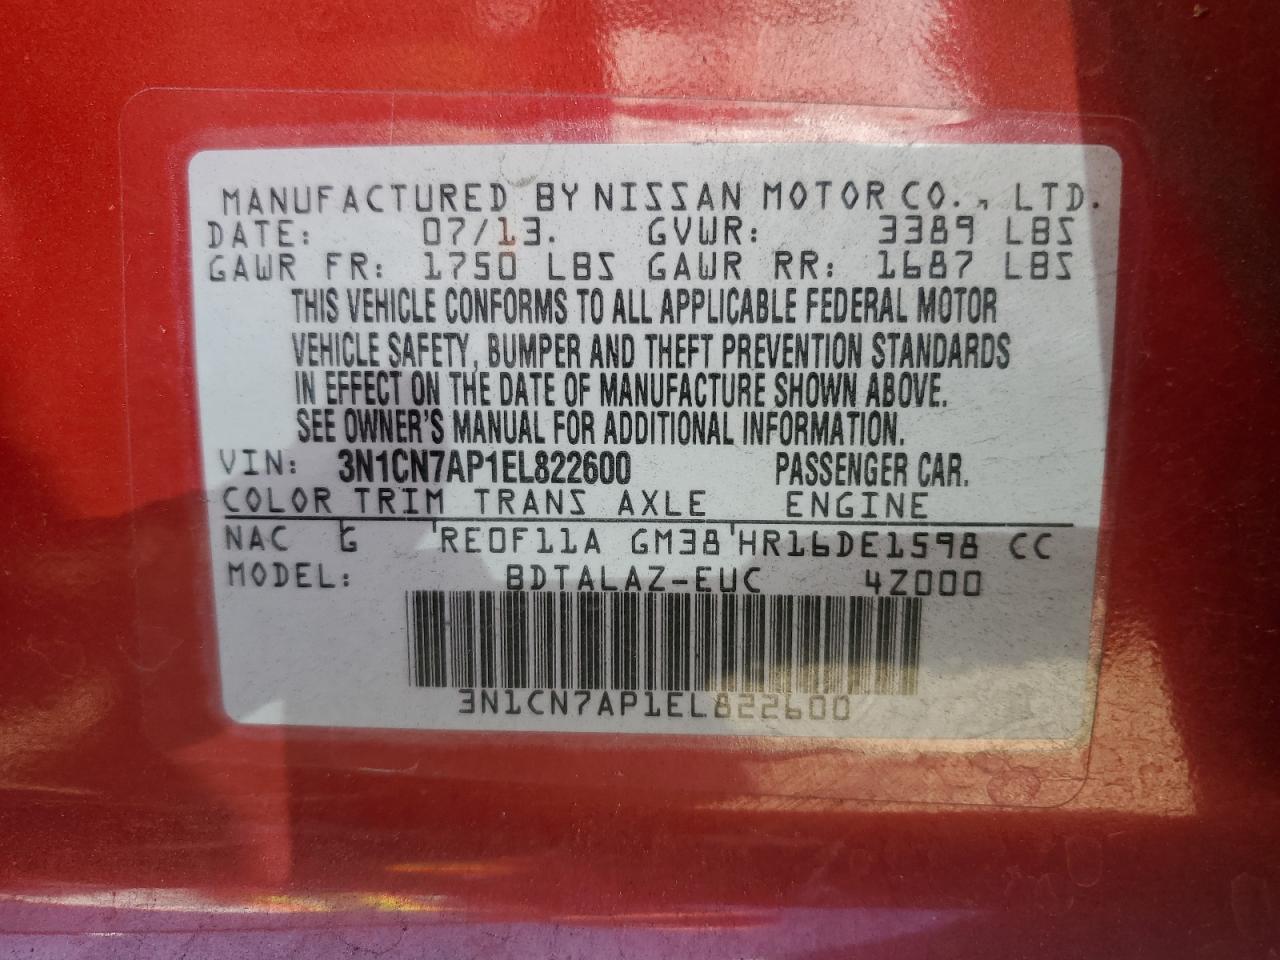 MANUFACTURED BY NISSAN MOTOR CO., LTD.
DATE: 07/13. GVWR: 3389 LBS
GAWR FR: 1750 LBS GAWR RR: 1687 LBS
THIS VEHICLE CONFORMS TO ALL APPLICABLE FEDERAL MOTOR
VEHICLE SAFETY, BUMPER AND THEFT PREVENTION STANDARDS
IN EFFECT ON THE DATE OF MANUFACTURE SHOWN ABOVE.
SEE OWNER'S MANUAL FOR ADDITIONAL INFORMATION.
VIN: 3N1CN7AP1EL822600 PASSENGER CAR.
COLOR TRIM TRANS AXLE ENGINE
NAC G 'RE0F11A GM38'HR16DE1598 CC
MODEL: BDTALAZ-EUC 4Z000
3N1CN7AP1EL822600